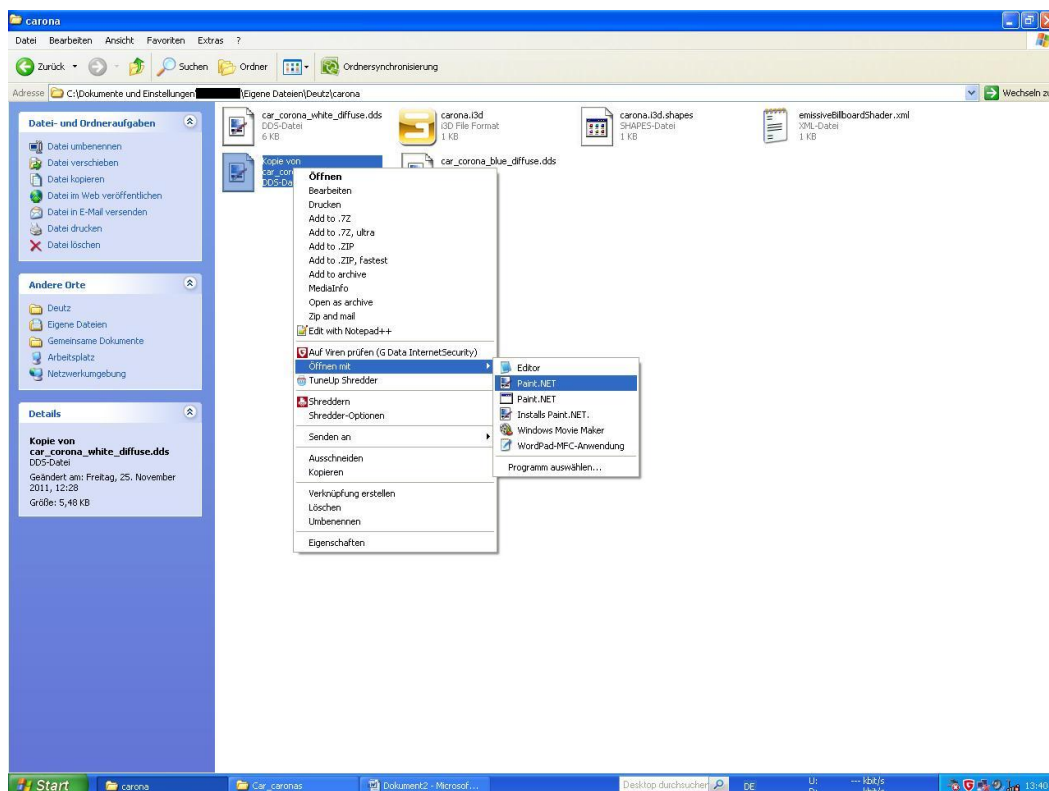 carona
Datei Bearbeiten Ansicht Favoriten Extras ?
Zurück Suchen Ordner Ordnersynchronisierung
Adresse C:\Dokumente und Einstellungen \Eigene Dateien\Deutz\carona Wechseln
Datei- und Ordneraufgaben
Datei umbenennen
Datei verschieben
Datei kopieren
Datei im Web veröffentlichen
Datei in E-Mail versenden
Datei drucken
Datei löschen
Andere Orte
Deutz
Eigene Dateien
Gemeinsame Dokumente
Arbeitsplatz
Netzwerkumgebung
Details
Kopie von
car_corona_white_diffuse.dds
DDS-Datei
Geändert am: Freitag, 25. November
2011, 12:28
Größe: 5,48 KB
car_corona_white_diffuse.dds
DDS-Datei
6 KB
carona.i3d
i3D File Format
1 KB
carona.i3d.shapes
SHAPES-Datei
1 KB
emissiveBillboardShader.xml
XML-Datei
1 KB
Kopie von
car_corona_blue_diffuse.dds
Öffnen
Bearbeiten
Drucken
Add to .7Z
Add to .7Z, ultra
Add to .ZIP
Add to .ZIP, fastest
Add to archive
MediaInfo
Open as archive
Zip and mail
Edit with Notepad++
Auf Viren prüfen (G Data InternetSecurity)
Öffnen mit
TuneUp Shredder
Shreddern
Shredder-Optionen
Senden an
Ausschneiden
Kopieren
Verknüpfung erstellen
Löschen
Umbenennen
Eigenschaften
Editor
Paint.NET
Paint.NET
Installs Paint.NET.
Windows Movie Maker
WordPad-MFC-Anwendung
Programm auswählen...
Start carona Car_caronas Dokument2 - Microsof... Desktop durchsuchen DE U: --- kbit/s 13:40